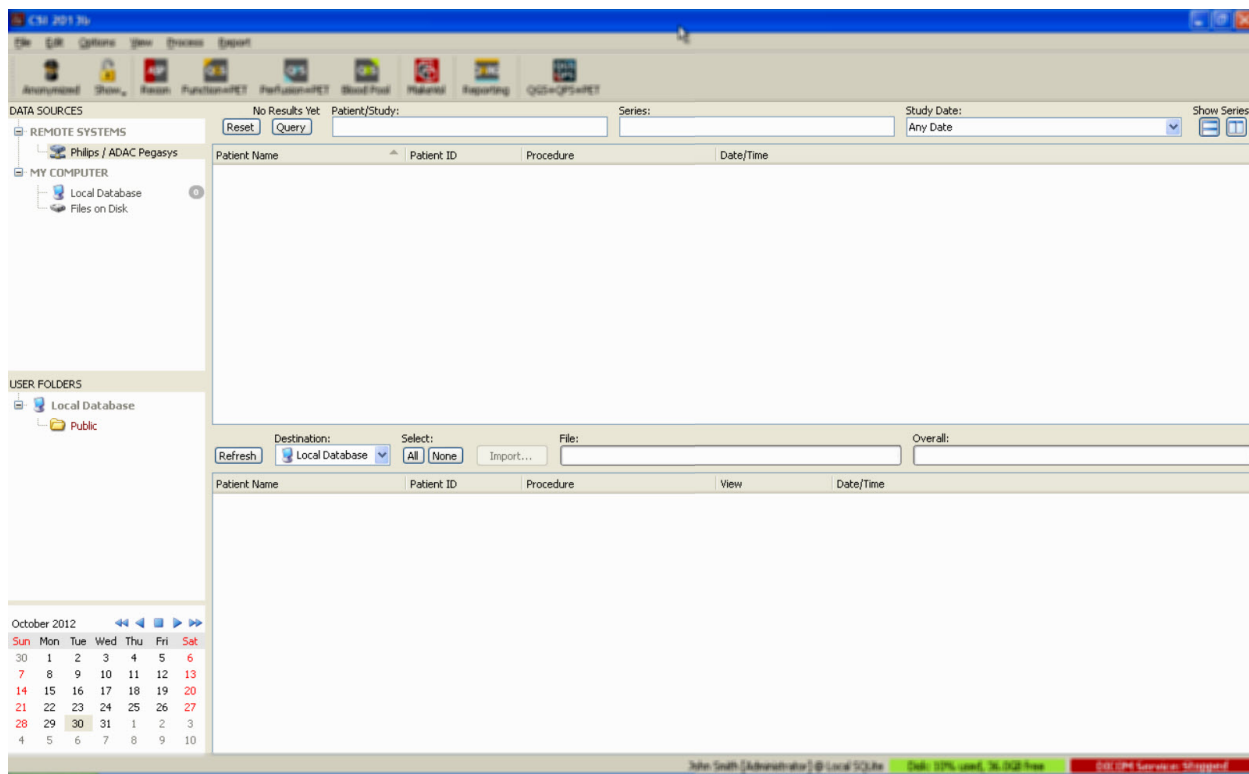 CSI 2013b
File Edit Options View Process Export
Anonymized Show Recon Function+PET Perfusion+PET Blood Pool Material Reporting QGS+QPS+PET
DATA SOURCES
REMOTE SYSTEMS
Philips / ADAC Pegasys
MY COMPUTER
Local Database 0
Files on Disk
No Results Yet Patient/Study: Series: Study Date: Show Series
Reset Query Any Date
Patient Name Patient ID Procedure Date/Time
USER FOLDERS
Local Database
Public
Destination: Select: File: Overall:
Refresh Local Database All None Import...
Patient Name Patient ID Procedure View Date/Time
October 2012
Sun Mon Tue Wed Thu Fri Sat
30 1 2 3 4 5 6
7 8 9 10 11 12 13
14 15 16 17 18 19 20
21 22 23 24 25 26 27
28 29 30 31 1 2 3
4 5 6 7 8 9 10
John Smith [Administrator] @ Local SQLite Disk: 10% used, 36.0GB free DICOM Service: Stopped